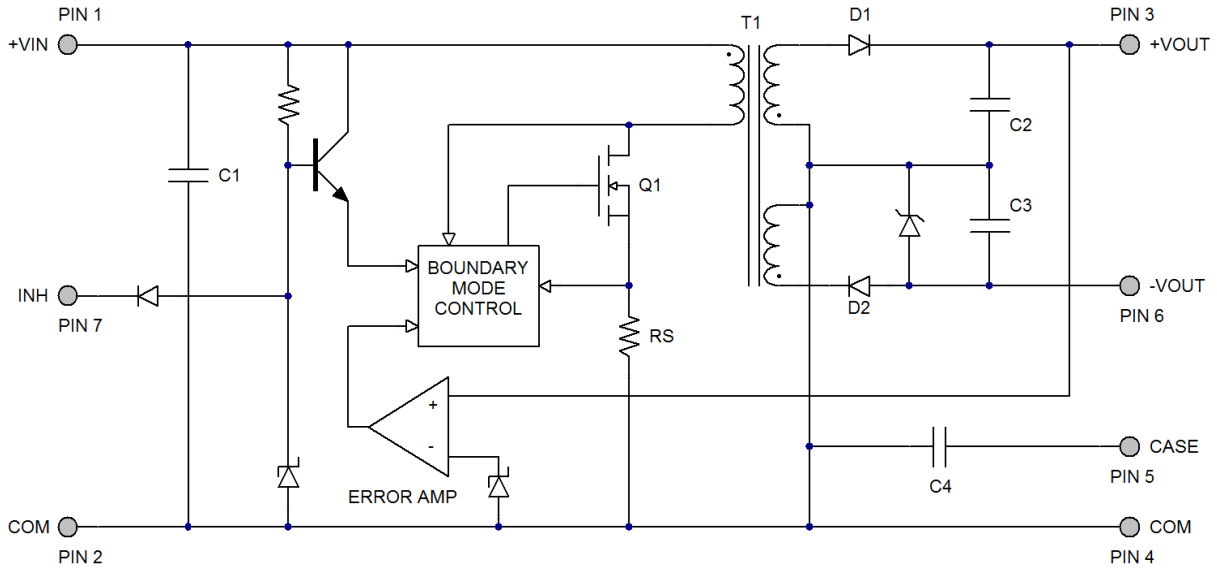 PIN 1
T1
D1
PIN 3
+VIN
+VOUT
C2
C1
Q1
C3
BOUNDARY
MODE
CONTROL
INH
-VOUT
D2
PIN 7
PIN 6
RS
+
-
CASE
PIN 5
C4
ERROR AMP
COM
COM
PIN 2
PIN 4